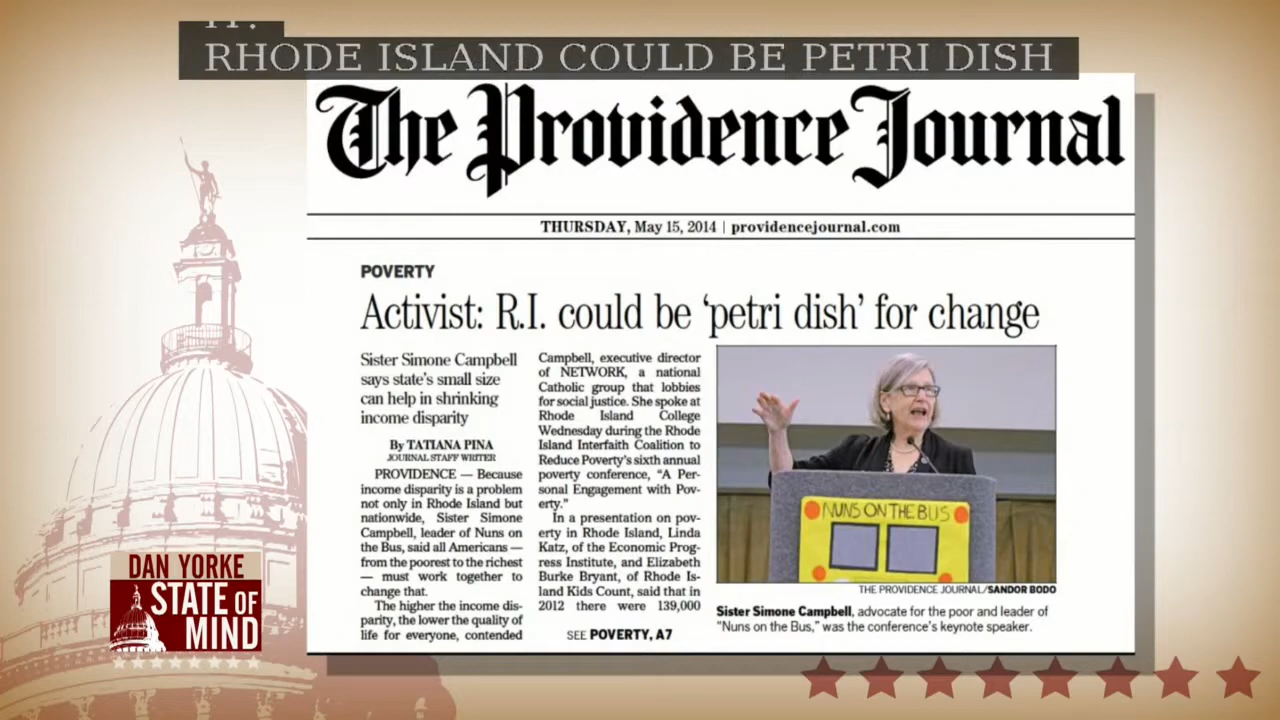 IT.
RHODE ISLAND COULD BE PETRI DISH
The Providence Journal
THURSDAY, May 15, 2014 | providencejournal.com
POVERTY
Activist: R.I. could be ‘petri dish’ for change
Sister Simone Campbell
says state’s small size
can help in shrinking
income disparity
By TATIANA PINA
JOURNAL STAFF WRITER
PROVIDENCE — Because
income disparity is a problem
not only in Rhode Island but
nationwide, Sister Simone
Campbell, leader of Nuns on
the Bus, said all Americans —
from the poorest to the richest
— must work together to
change that.
The higher the income dis-
parity, the lower the quality of
life for everyone, contended
Campbell, executive director
of NETWORK, a national
Catholic group that lobbies
for social justice. She spoke at
Rhode Island College
Wednesday during the Rhode
Island Interfaith Coalition to
Reduce Poverty’s sixth annual
poverty conference, “A Per-
sonal Engagement with Pov-
erty.”
In a presentation on pov-
erty in Rhode Island, Linda
Katz, of the Economic Prog-
ress Institute, and Elizabeth
Burke Bryant, of Rhode Is-
land Kids Count, said that in
2012 there were 139,000
SEE POVERTY, A7
NUNS ON THE BUS
THE PROVIDENCE JOURNAL/SANDOR BODO
Sister Simone Campbell, advocate for the poor and leader of
“Nuns on the Bus,” was the conference’s keynote speaker.
DAN YORKE
STATE OF
MIND